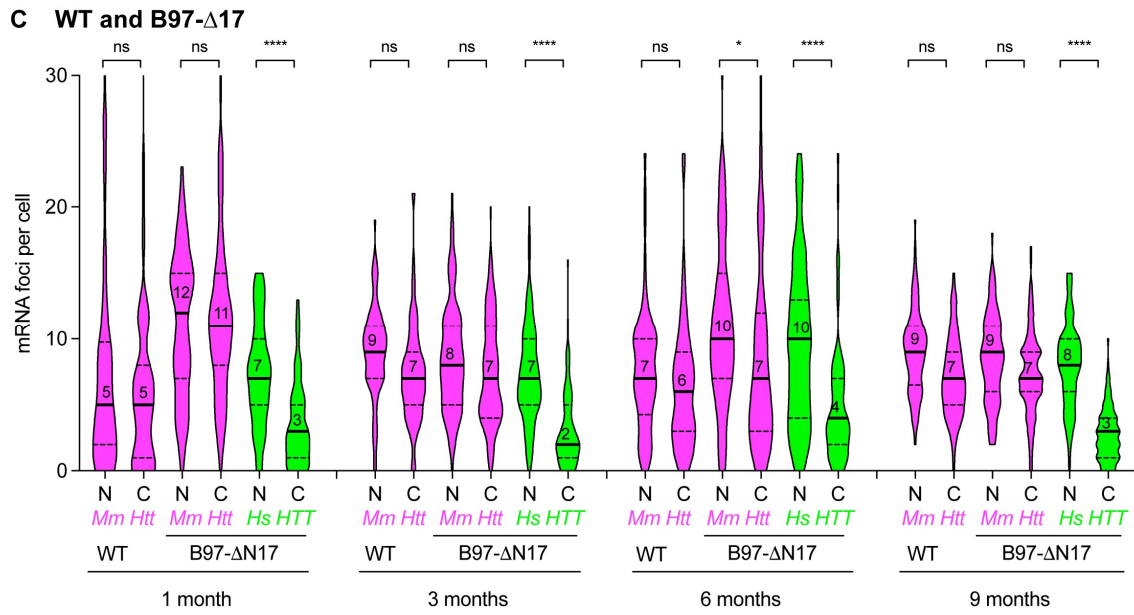 C WT and B97-Δ17
ns ns **** ns ns **** ns * **** ns ns ****
mRNA foci per cell
30
20
10
0
5 5 12 11 7 3 9 7 8 7 7 2 7 6 10 7 10 4 9 7 9 7 8 3
N C N C N C N C N C N C N C N C N C N C N C N C
Mm Htt Mm Htt Hs HTT Mm Htt Mm Htt Hs HTT Mm Htt Mm Htt Hs HTT Mm Htt Mm Htt Hs HTT
WT B97-ΔN17 WT B97-ΔN17 WT B97-ΔN17 WT B97-ΔN17
1 month 3 months 6 months 9 months